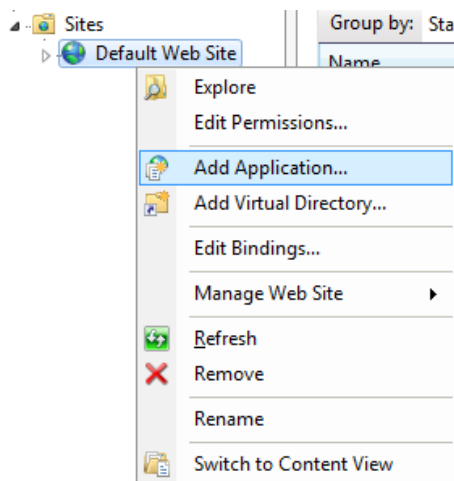 Sites
Group by: Sta
Default Web Site
Name
Explore
Edit Permissions...
Add Application...
Add Virtual Directory...
Edit Bindings...
Manage Web Site
Refresh
Remove
Rename
Switch to Content View